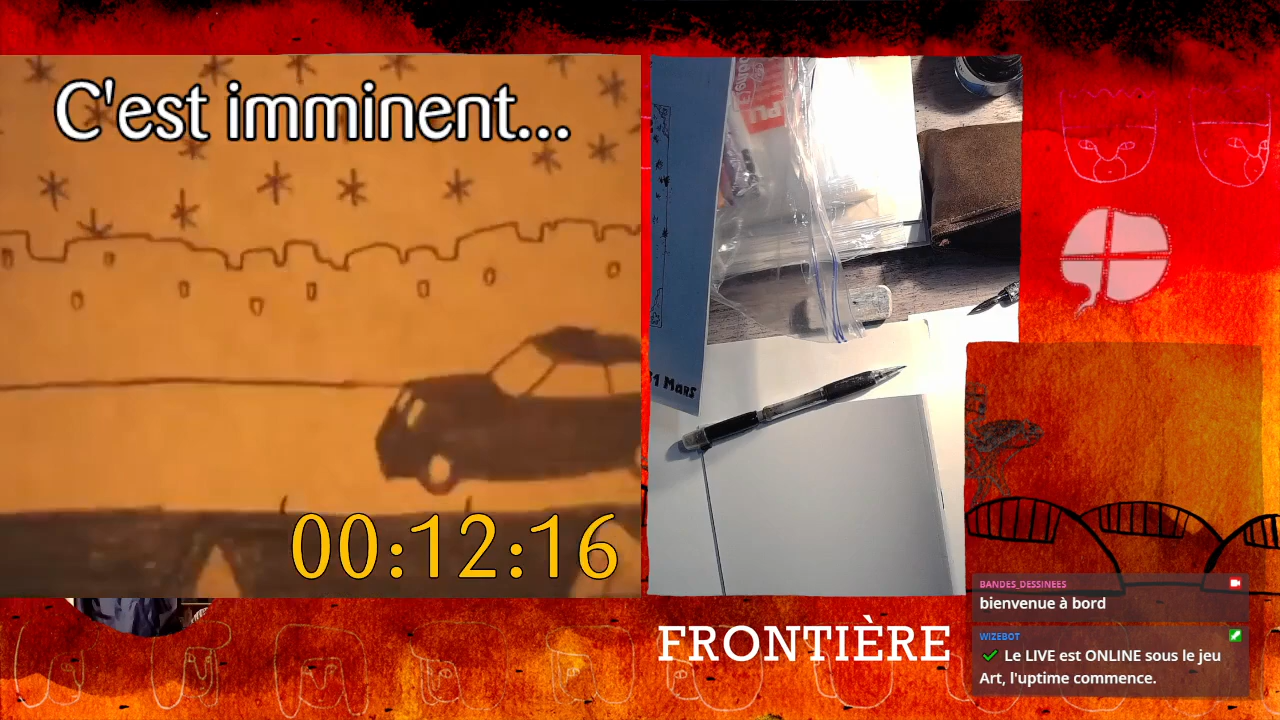 C'est imminent...
00:12:16
Mars
FRONTIÈRE
BANDES_DESSINEES
bienvenue à bord
WIZEBOT
Le LIVE est ONLINE sous le jeu
Art, l'uptime commence.